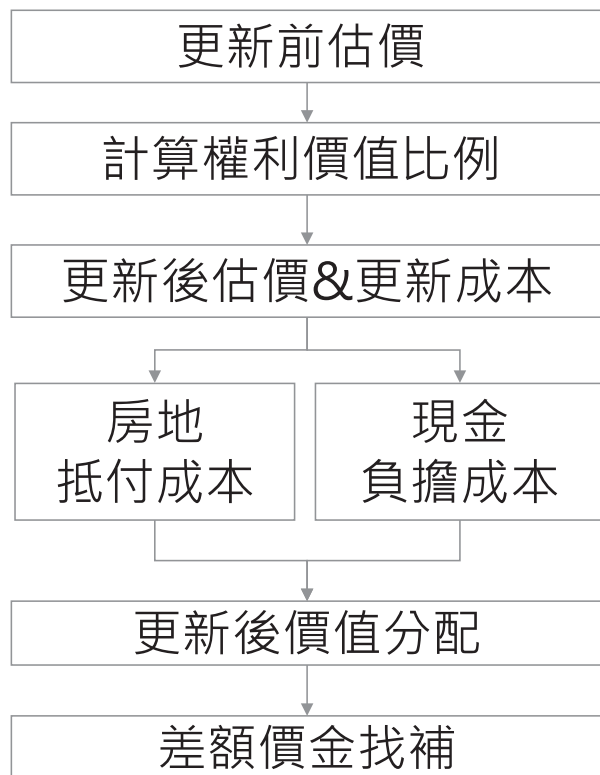 更新前估價
計算權利價值比例
更新後估價&更新成本
房地
抵付成本
現金
負擔成本
更新後價值分配
差額價金找補